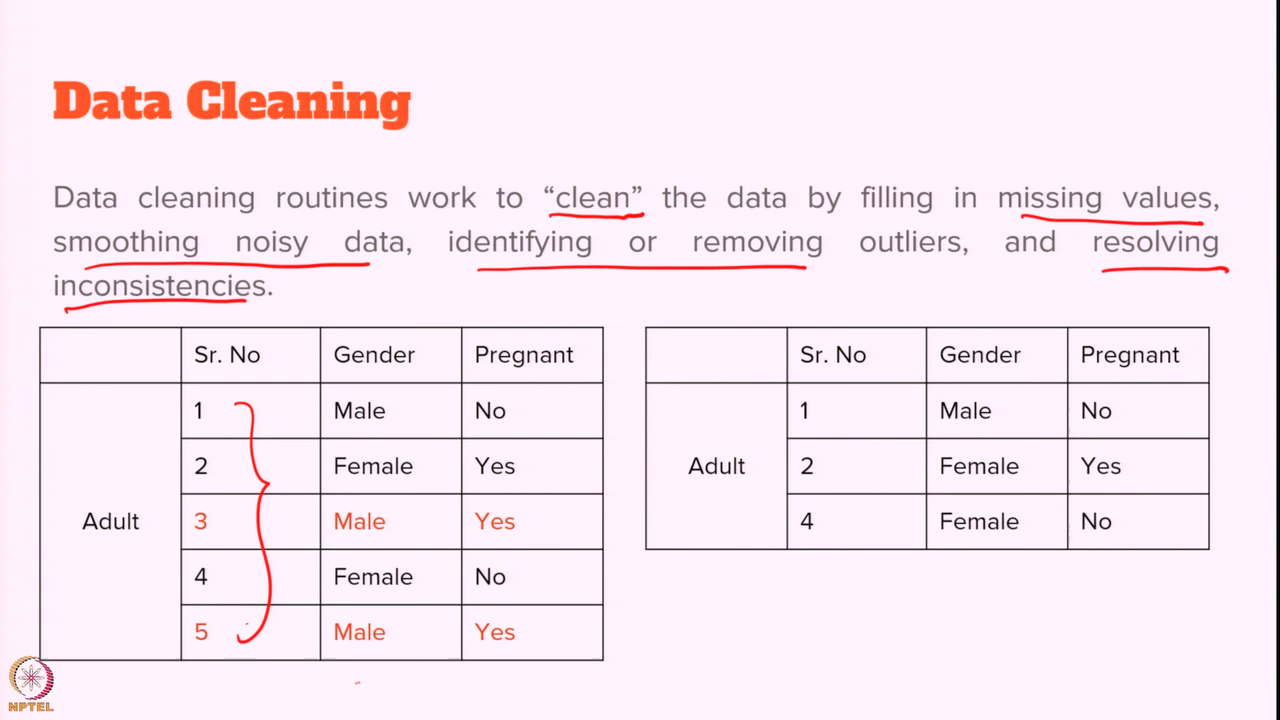 Data Cleaning
Data cleaning routines work to “clean” the data by filling in missing values,
smoothing noisy data, identifying or removing outliers, and resolving
inconsistencies.
Sr. No Gender Pregnant
1 Male No
2 Female Yes
Adult 3 Male Yes
4 Female No
5 Male Yes
Sr. No Gender Pregnant
1 Male No
Adult 2 Female Yes
4 Female No
NPTEL